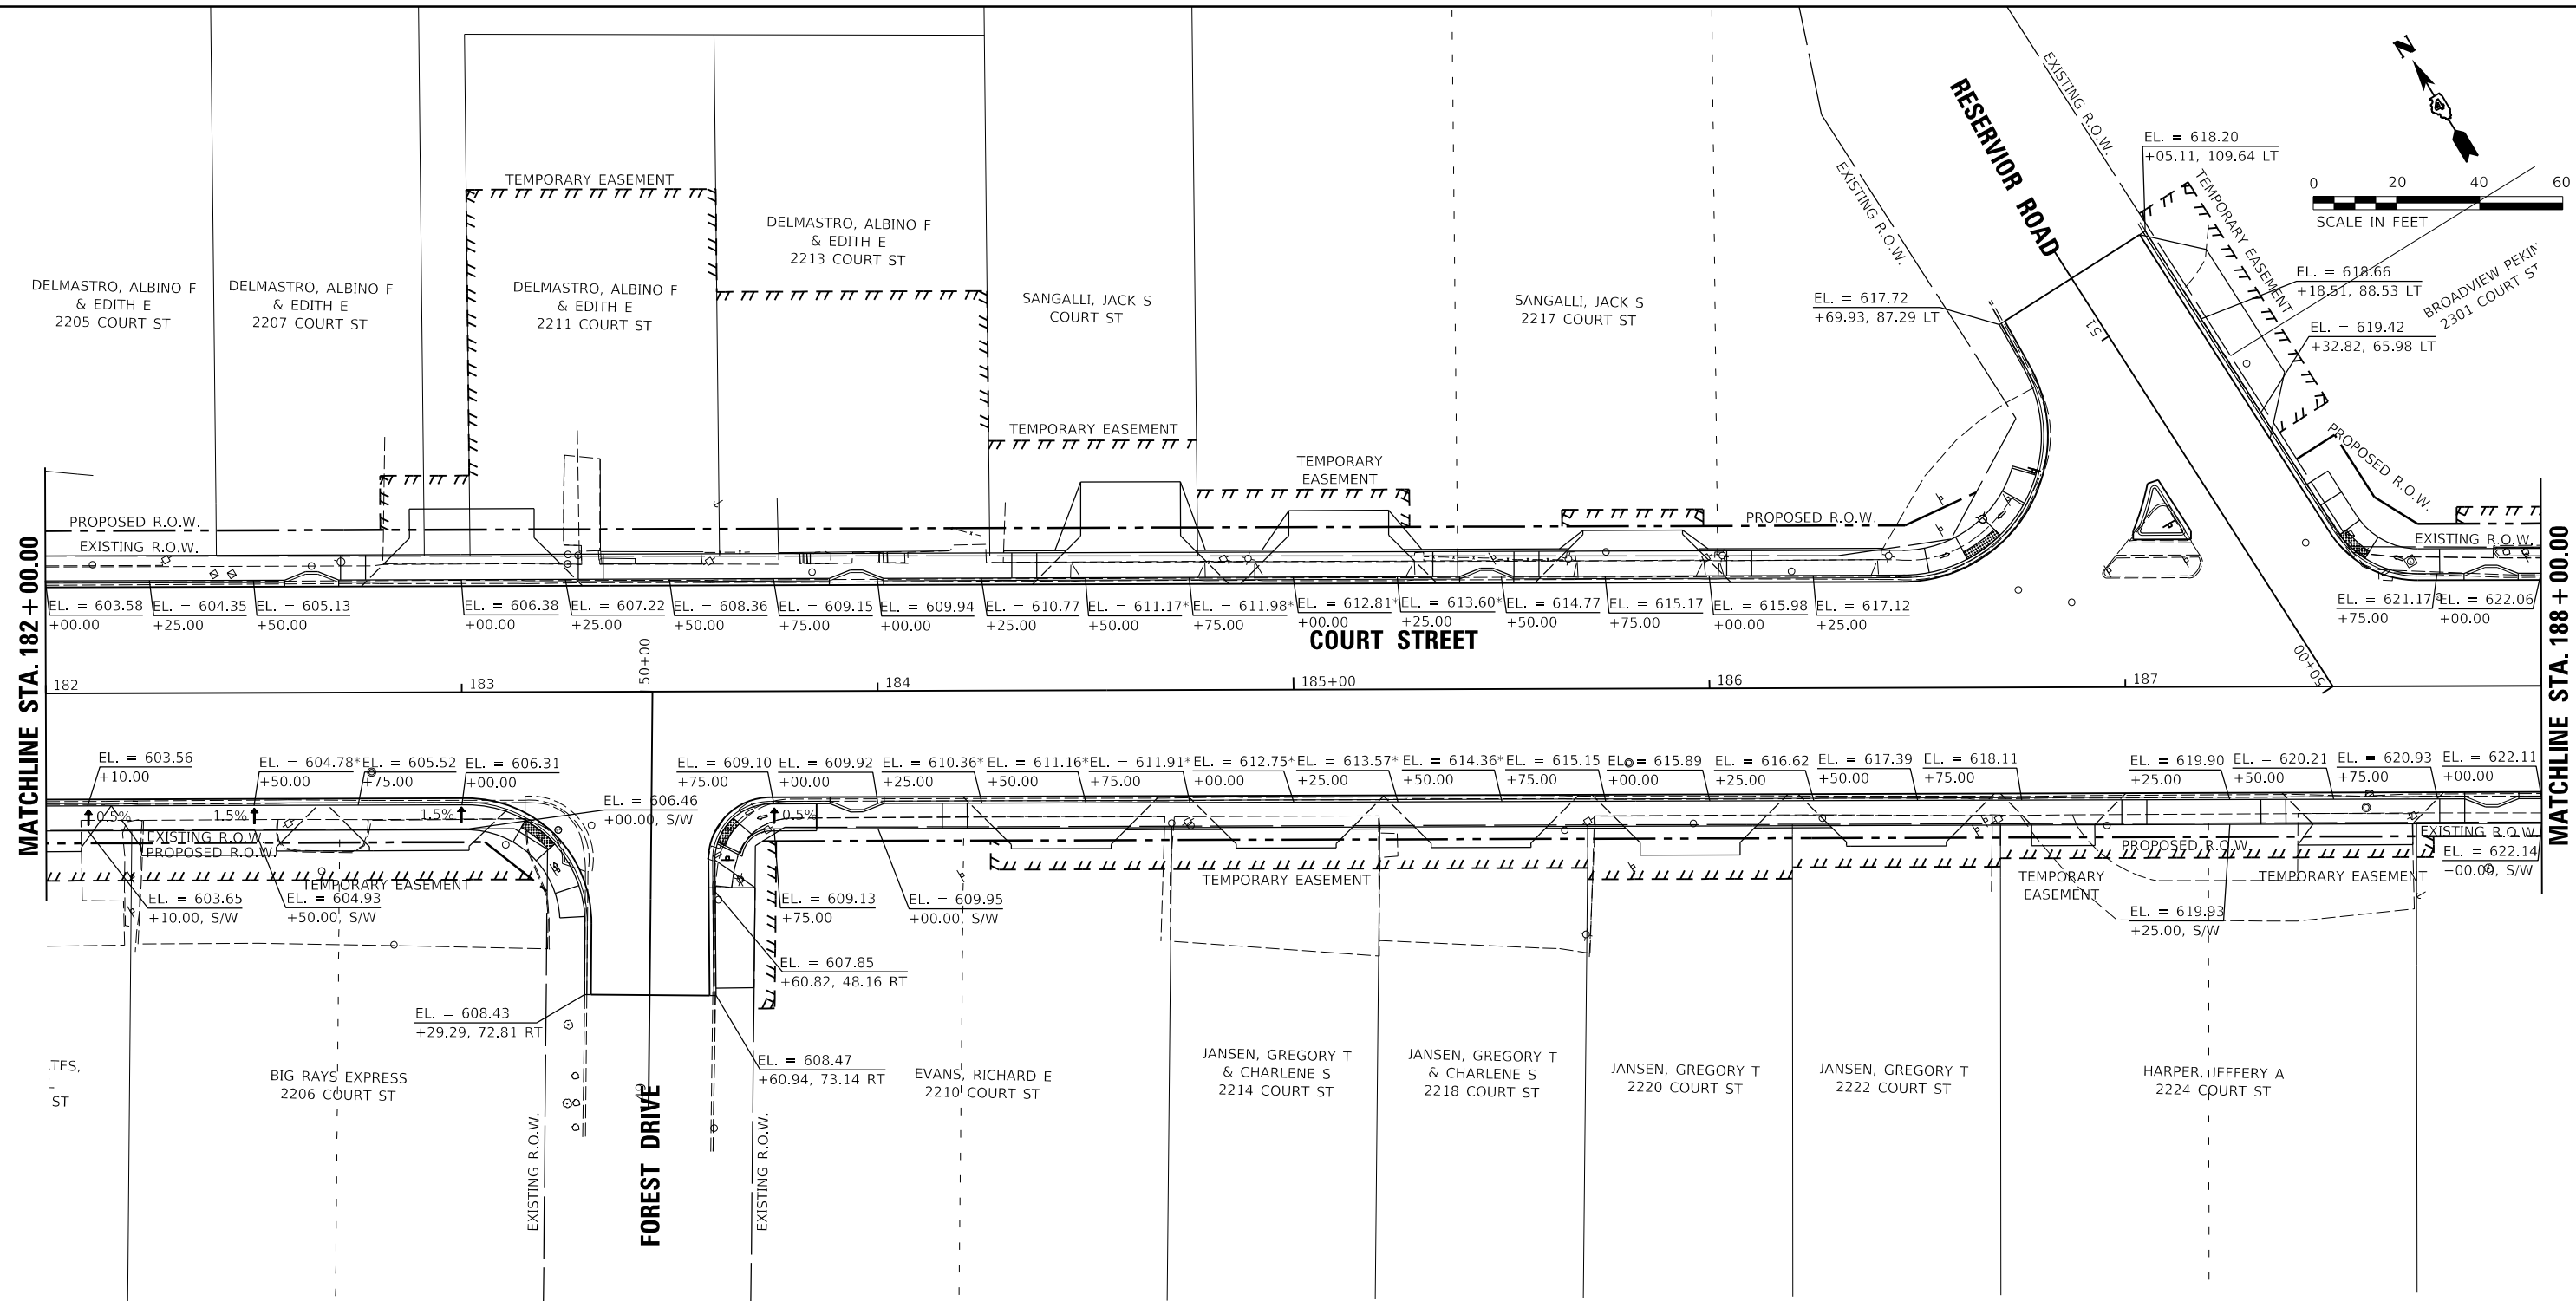 EXISTING R.O.W.
EXISTING R.O.W.
RESERVIOR ROAD
N
EL. = 618.20
+05.11, 109.64 LT
0 20 40 60
SCALE IN FEET
TEMPORARY EASEMENT
TEMPORARY EASEMENT
DELMASTRO, ALBINO F
& EDITH E
2205 COURT ST
DELMASTRO, ALBINO F
& EDITH E
2207 COURT ST
DELMASTRO, ALBINO F
& EDITH E
2211 COURT ST
DELMASTRO, ALBINO F
& EDITH E
2213 COURT ST
SANGALLI, JACK S
COURT ST
SANGALLI, JACK S
2217 COURT ST
EL. = 617.72
+69.93, 87.29 LT
EL. = 618.66
+18.51, 88.53 LT
EL. = 619.42
+32.82, 65.98 LT
BROADVIEW PEKIN
2301 COURT ST
51
TEMPORARY EASEMENT
TEMPORARY
EASEMENT
PROPOSED R.O.W.
PROPOSED R.O.W.
PROPOSED R.O.W.
EXISTING R.O.W.
EXISTING R.O.W.
MATCHLINE STA. 182+00.00
MATCHLINE STA. 188+00.00
EL. = 603.58
+00.00
EL. = 604.35
+25.00
EL. = 605.13
+50.00
EL. = 606.38
+00.00
EL. = 607.22
+25.00
EL. = 608.36
+50.00
EL. = 609.15
+75.00
EL. = 609.94
+00.00
EL. = 610.77
+25.00
EL. = 611.17*
+50.00
EL. = 611.98*
+75.00
EL. = 612.81*
+00.00
EL. = 613.60*
+25.00
EL. = 614.77
+50.00
EL. = 615.17
+75.00
EL. = 615.98
+00.00
EL. = 617.12
+25.00
EL. = 621.17
+75.00
EL. = 622.06
+00.00
COURT STREET
50+00
50+00
182 183 184 185+00 186 187
EL. = 603.56
+10.00
EL. = 604.78*
+50.00
EL. = 605.52
+75.00
EL. = 606.31
+00.00
EL. = 606.46
+00.00, S/W
EL. = 609.10
+75.00
EL. = 609.92
+00.00
EL. = 610.36*
+25.00
EL. = 611.16*
+50.00
EL. = 611.91*
+75.00
EL. = 612.75*
+00.00
EL. = 613.57*
+25.00
EL. = 614.36*
+50.00
EL. = 615.15
+75.00
EL. = 615.89
+00.00
EL. = 616.62
+25.00
EL. = 617.39
+50.00
EL. = 618.11
+75.00
EL. = 619.90
+25.00
EL. = 620.21
+50.00
EL. = 620.93
+75.00
EL. = 622.11
+00.00
0.5% 1.5% 1.5% 0.5%
EXISTING R.O.W.
PROPOSED R.O.W.
TEMPORARY EASEMENT
EL. = 603.65
+10.00, S/W
EL. = 604.93
+50.00, S/W
EL. = 609.13
+75.00
EL. = 609.95
+00.00, S/W
TEMPORARY EASEMENT
PROPOSED R.O.W.
TEMPORARY
EASEMENT
TEMPORARY EASEMENT
EXISTING R.O.W.
EL. = 622.14
+00.00, S/W
EL. = 619.93
+25.00, S/W
EL. = 607.85
+60.82, 48.16 RT
EL. = 608.43
+29.29, 72.81 RT
EL. = 608.47
+60.94, 73.14 RT
ATES,
L
ST
BIG RAYS EXPRESS
2206 COURT ST
EXISTING R.O.W.
49
FOREST DRIVE
EXISTING R.O.W.
EVANS, RICHARD E
2210 COURT ST
JANSEN, GREGORY T
& CHARLENE S
2214 COURT ST
JANSEN, GREGORY T
& CHARLENE S
2218 COURT ST
JANSEN, GREGORY T
2220 COURT ST
JANSEN, GREGORY T
2222 COURT ST
HARPER, JEFFERY A
2224 COURT ST